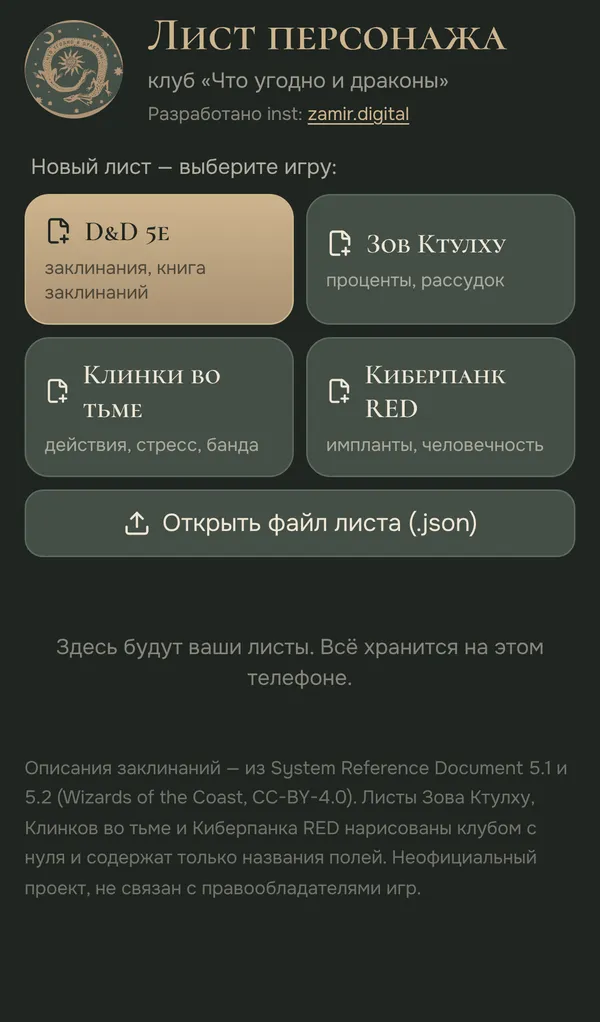 Лист персонажа
клуб «Что угодно и драконы»
Разработано inst: zamir.digital
Новый лист — выберите игру:
D&D 5e
заклинания, книга
заклинаний
Зов Ктулху
проценты, рассудок
Клинки во
тьме
действия, стресс, банда
Киберпанк
RED
импланты, человечность
Открыть файл листа (.json)
Здесь будут ваши листы. Всё хранится на этом
телефоне.
Описания заклинаний — из System Reference Document 5.1 и
5.2 (Wizards of the Coast, CC-BY-4.0). Листы Зова Ктулху,
Клинков во тьме и Киберпанка RED нарисованы клубом с
нуля и содержат только названия полей. Неофициальный
проект, не связан с правообладателями игр.